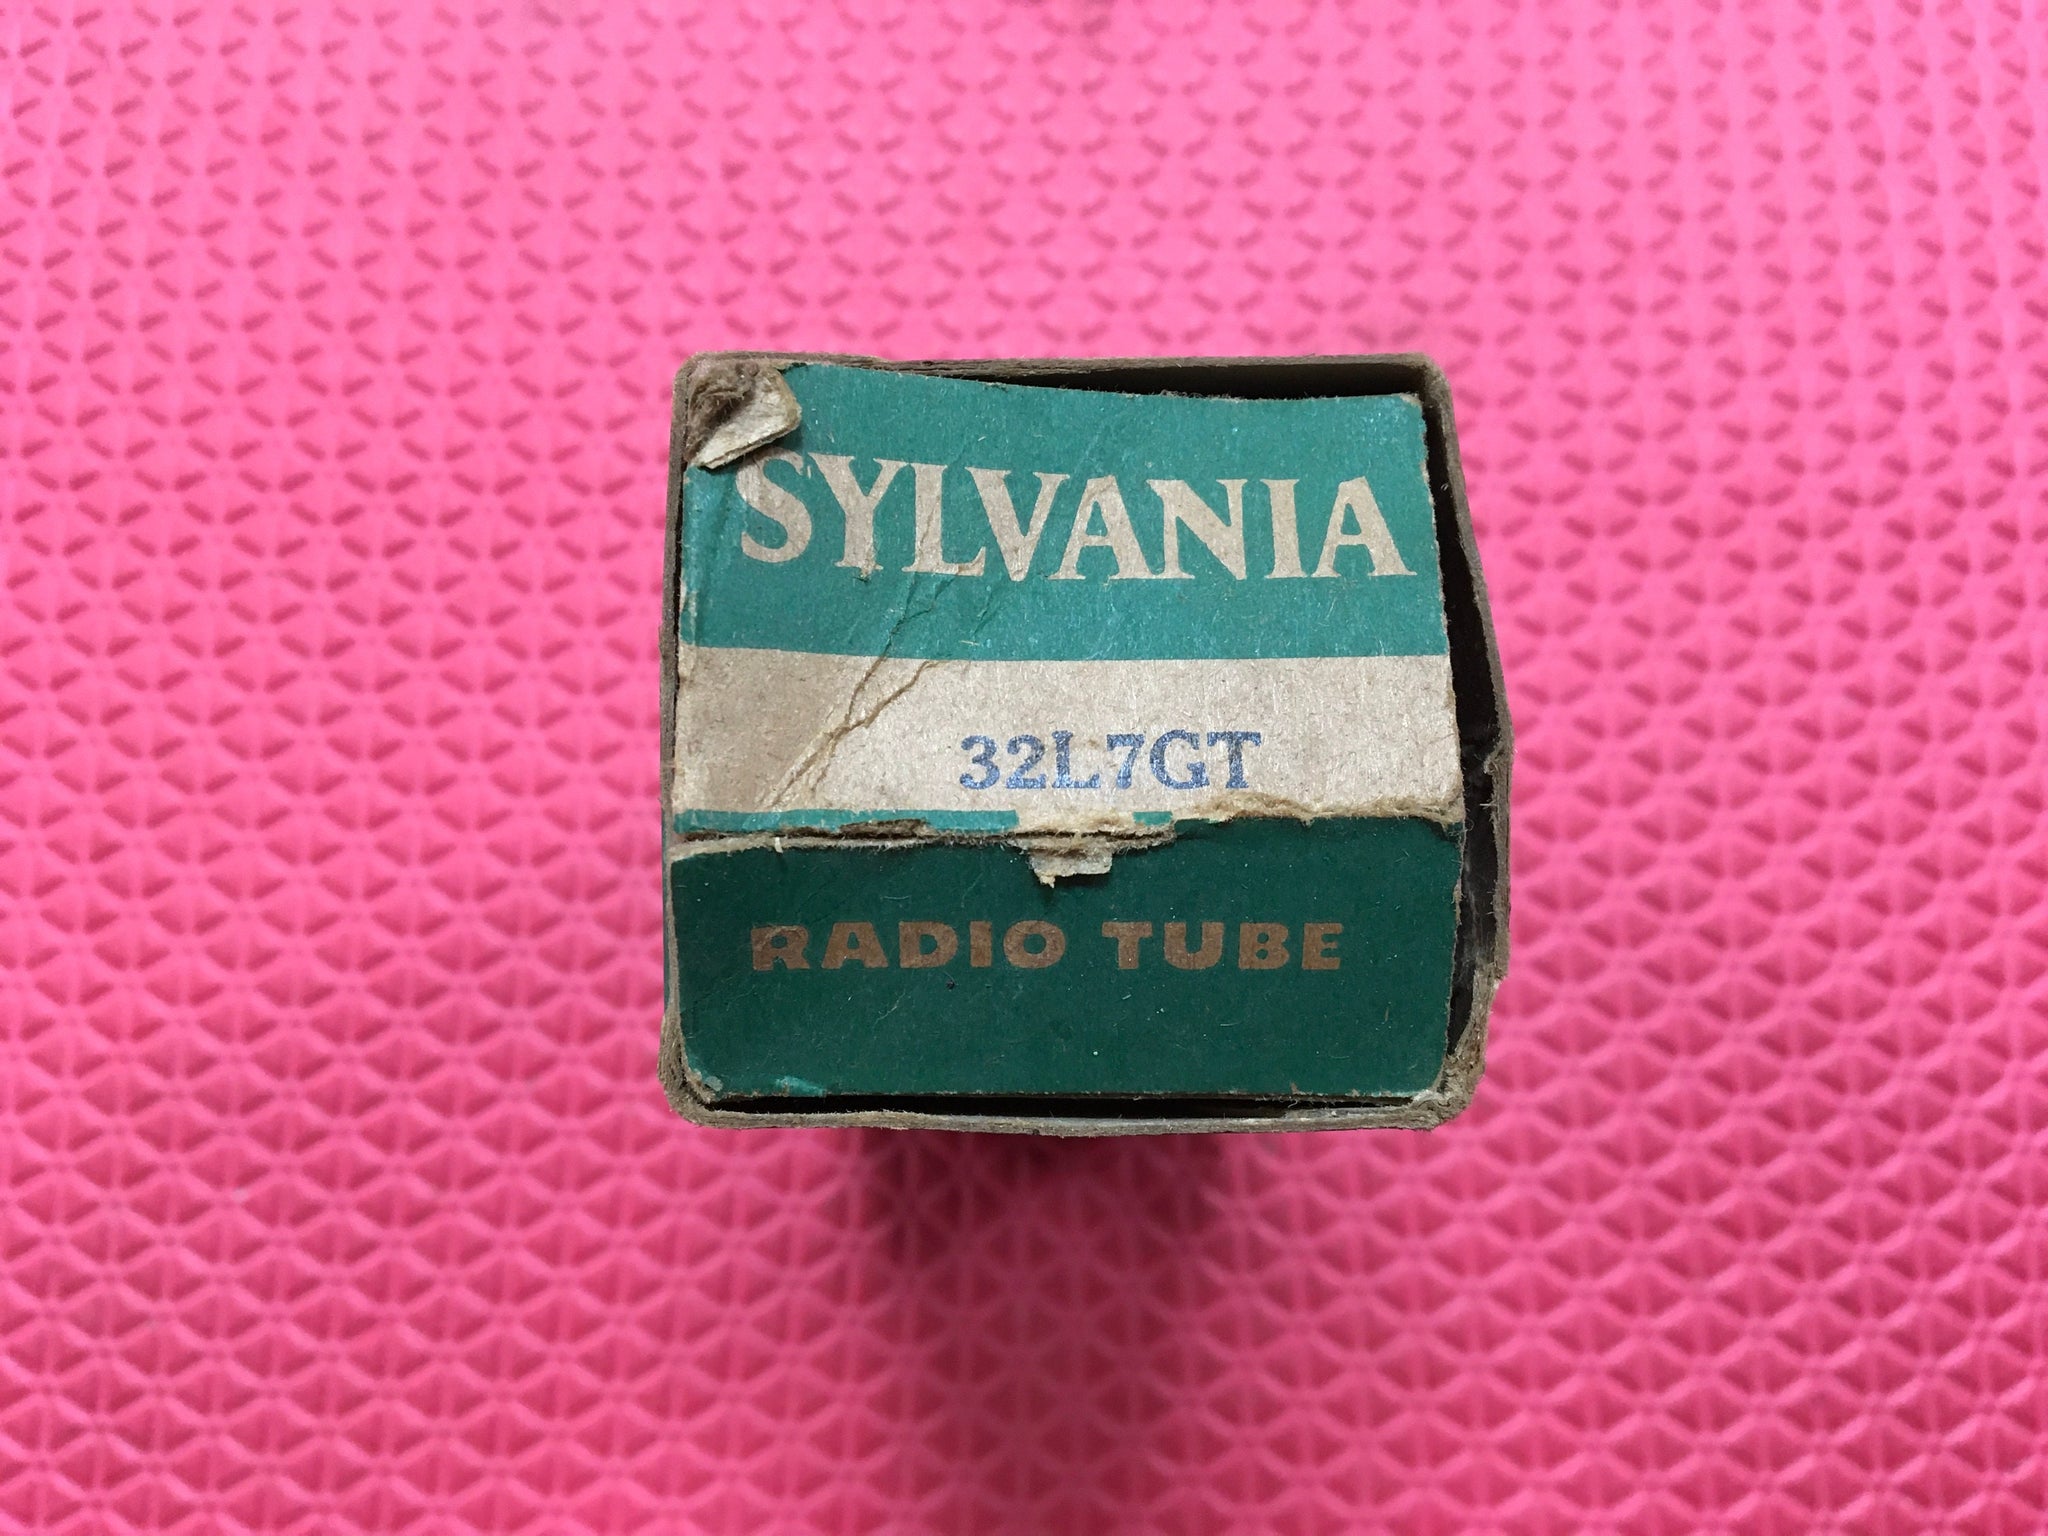 SYLVANIA
32L7GT
RADIO TUBE